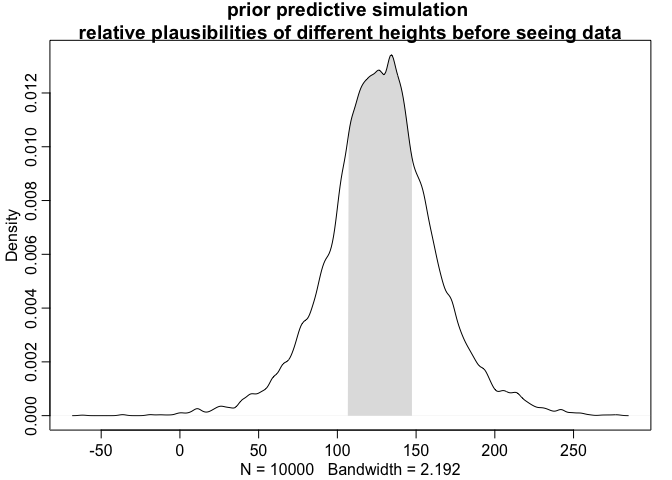 prior predictive simulation
relative plausibilities of different heights before seeing data
Density
0.000 0.002 0.004 0.006 0.008 0.010 0.012
-50 0 50 100 150 200 250
N = 10000 Bandwidth = 2.192